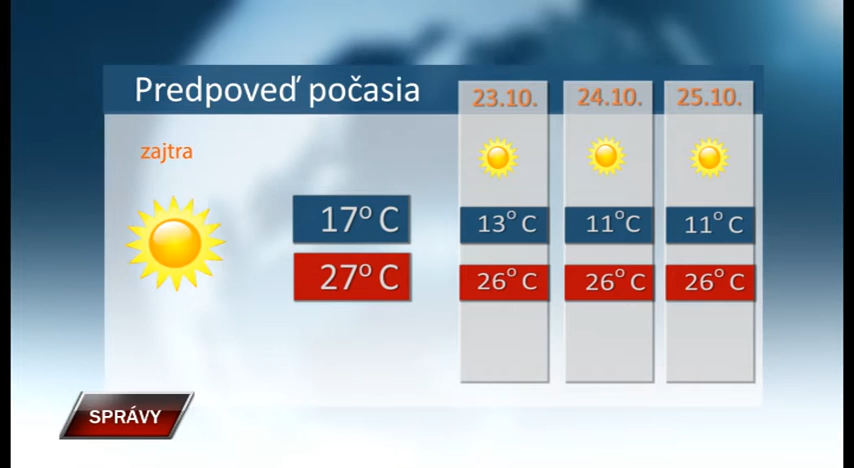 Predpoveď počasia
zajtra
17° C
27° C
23.10.
13° C
26° C
24.10.
11°C
26° C
25.10.
11° C
26° C
SPRÁVY